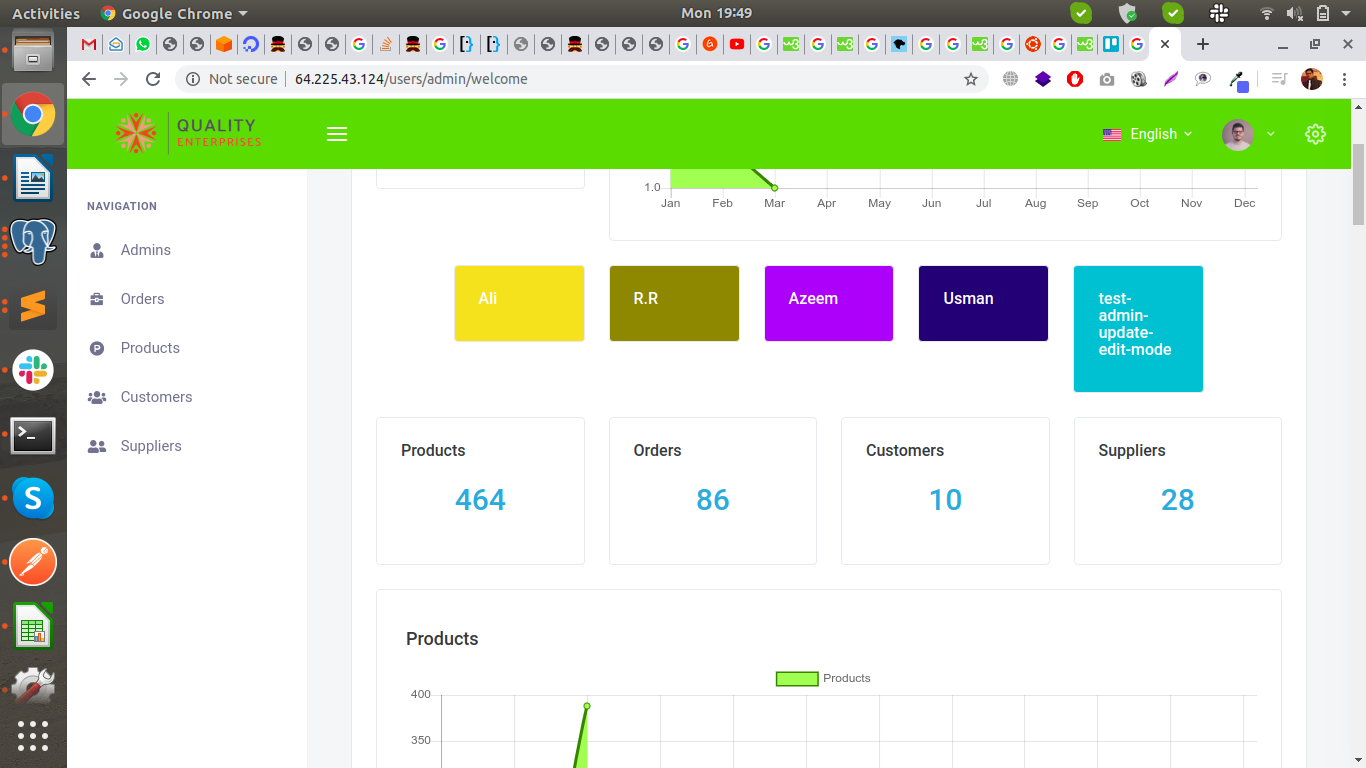 Activities
Google Chrome
Mon 19:49
Not secure
64.225.43.124/users/admin/welcome
QUALITY
ENTERPRISES
English
NAVIGATION
Admins
Orders
Products
Customers
Suppliers
1.0
Jan Feb Mar Apr May Jun Jul Aug Sep Oct Nov Dec
Ali
R.R
Azeem
Usman
test-
admin-
update-
edit-mode
Products
464
Orders
86
Customers
10
Suppliers
28
Products
Products
400
350